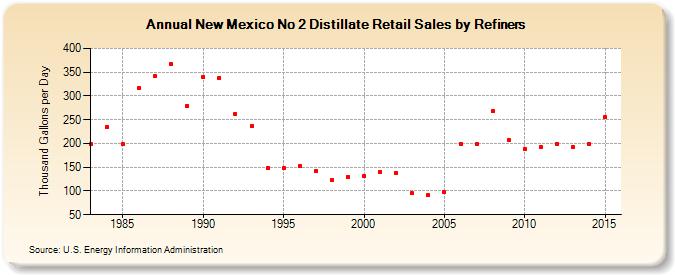 Annual New Mexico No 2 Distillate Retail Sales by Refiners
Thousand Gallons per Day
400
350
300
250
200
150
100
50
1985 1990 1995 2000 2005 2010 2015
Source: U.S. Energy Information Administration